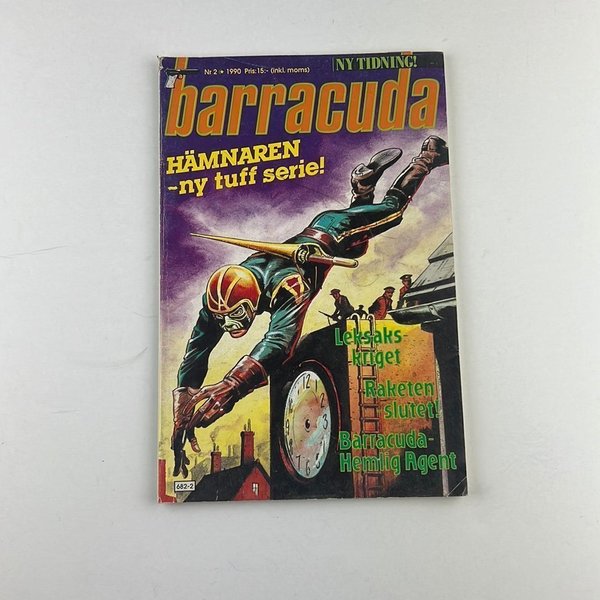 NY TIDNING!
Nr 2 • 1990 Pris: 15:- (inkl. moms)
barracuda
HÄMNAREN
-ny tuff serie!
Leksaks-
kriget
Raketen
slutet!
Barracuda-
Hemlig Agent
682-2